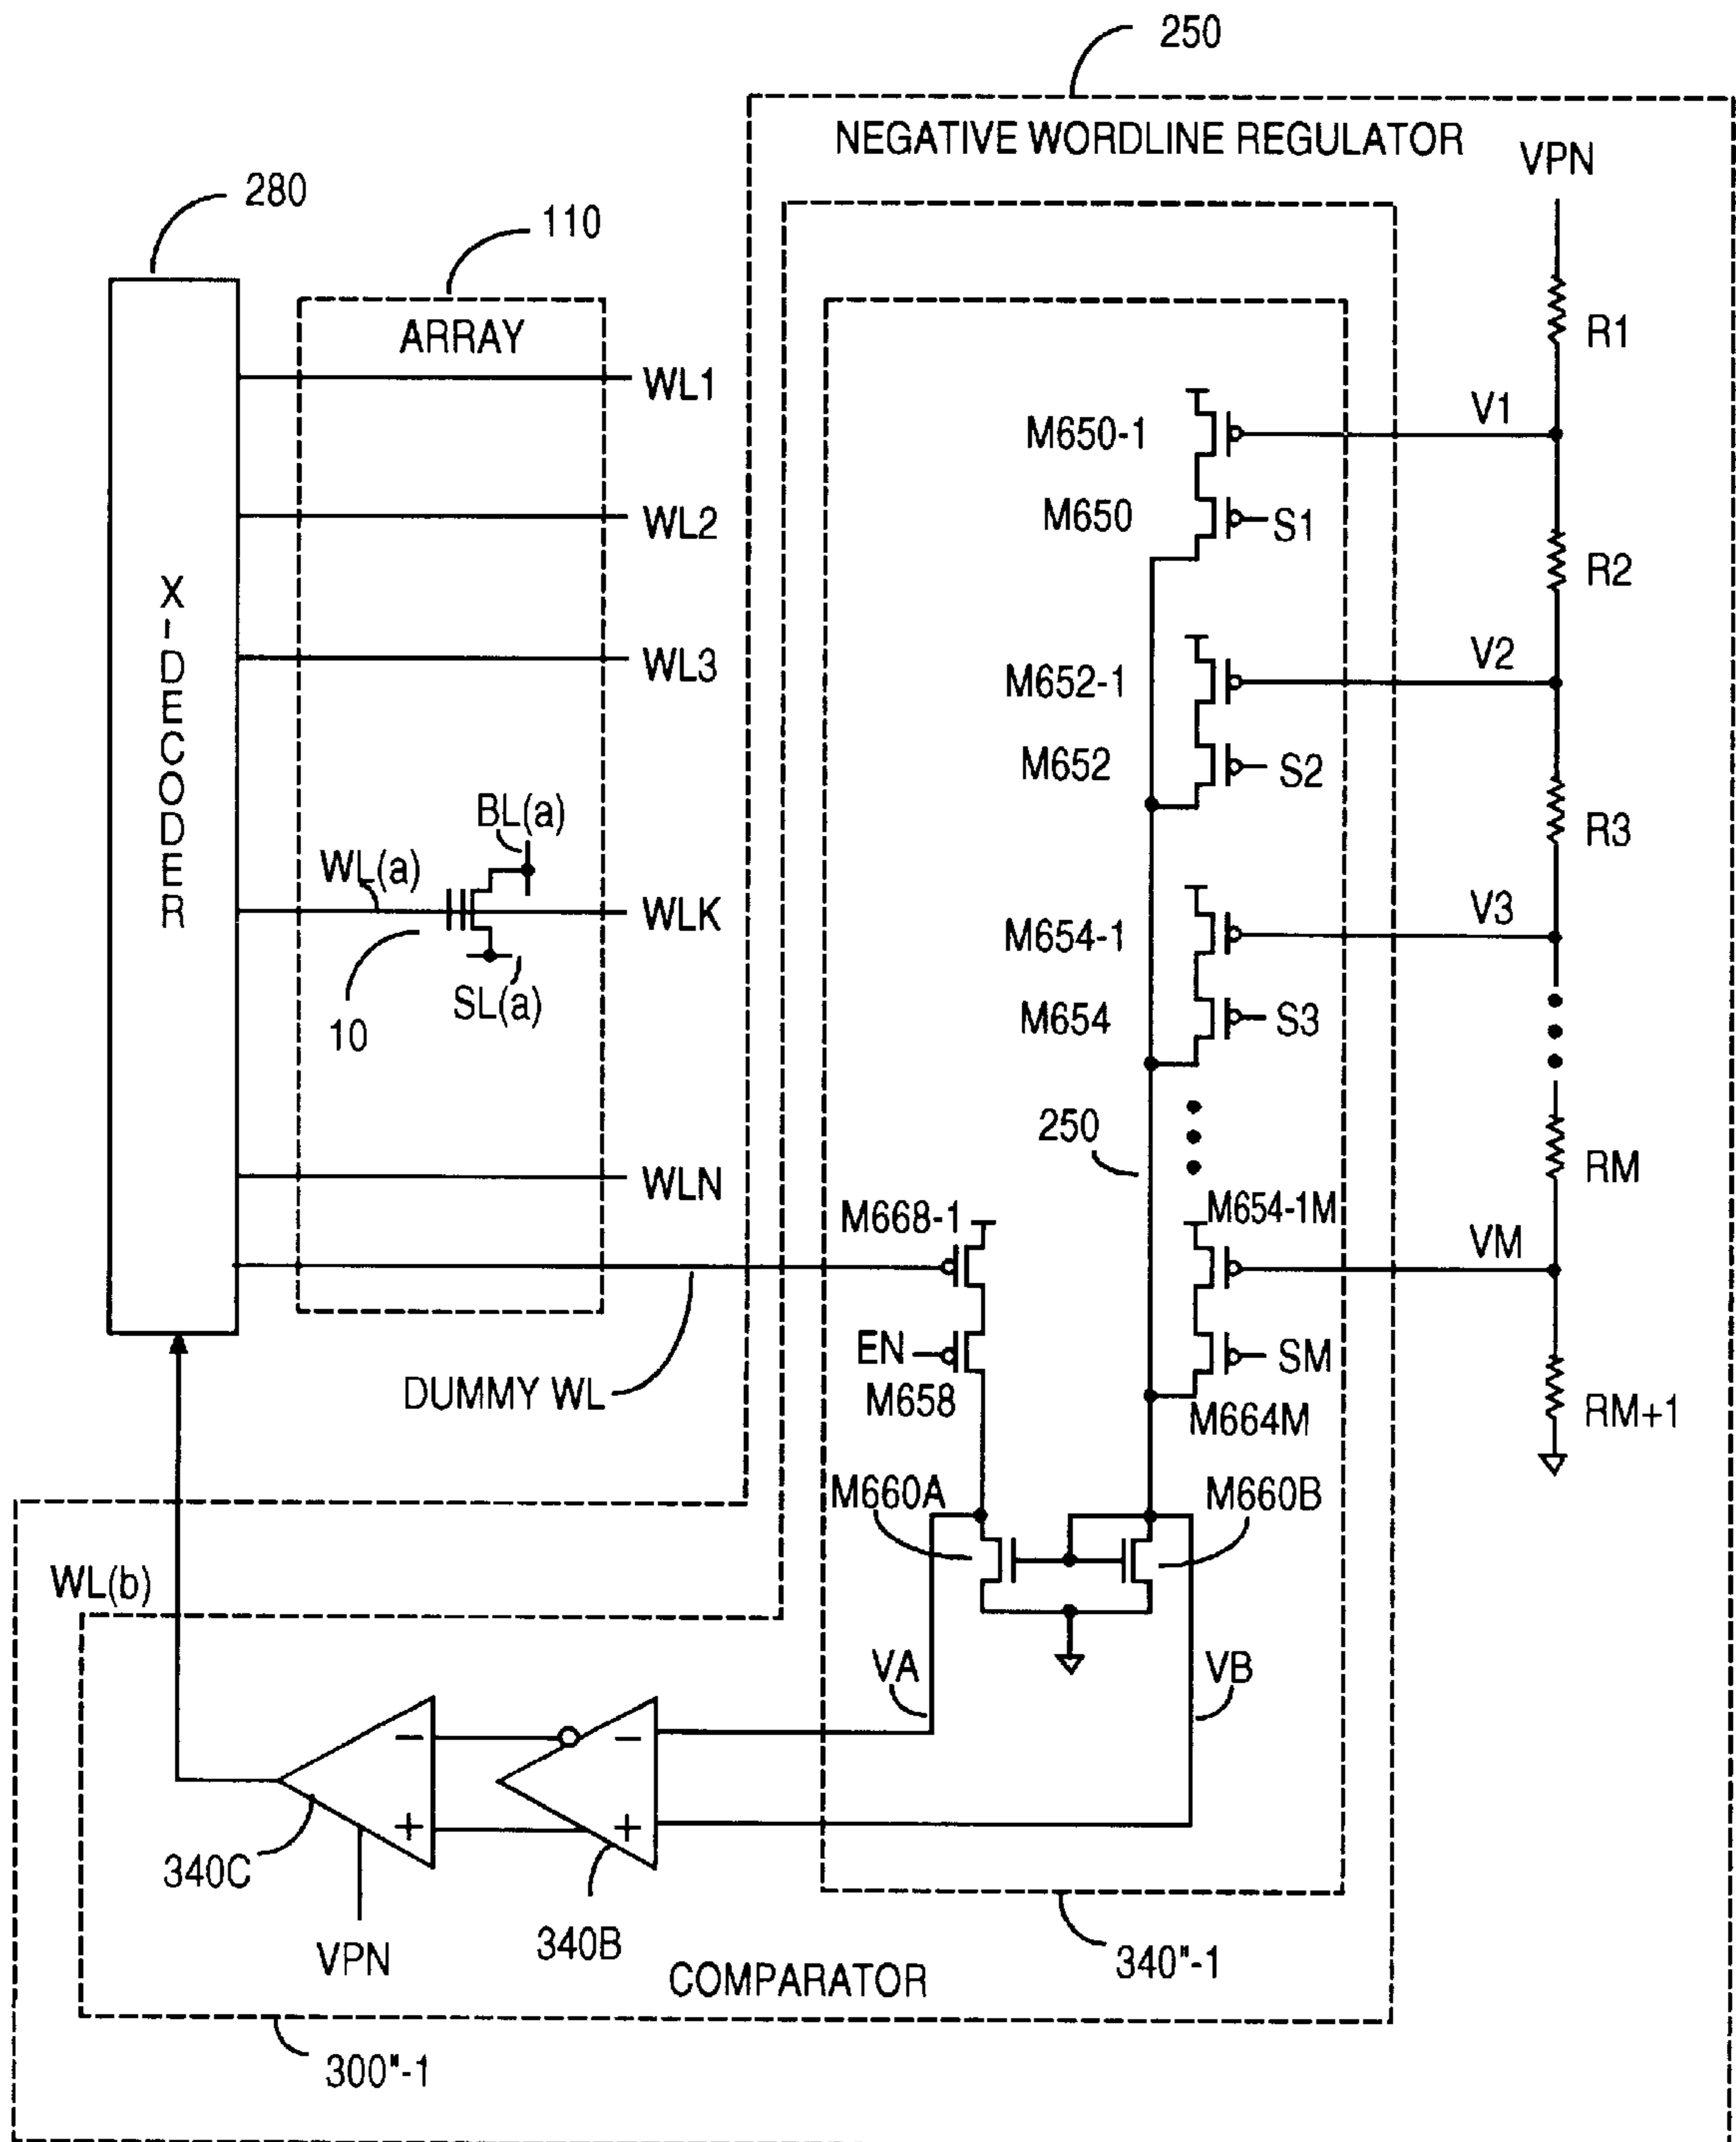 250
NEGATIVE WORDLINE REGULATOR
VPN
280
110
ARRAY
R1
WL1
V1
M650-1
M650
S1
WL2
R2
X-DECODER
WL3
V2
M652-1
M652
S2
BL(a)
R3
WL(a)
WLK
V3
M654-1
SL(a)
10
M654
S3
250
RM
WLN
M668-1
M654-1M
VM
EN
SM
DUMMY WL
M658
M664M
RM+1
M660A
M660B
WL(b)
VA
VB
−
−
+
+
340C
340B
VPN
340"-1
COMPARATOR
300"-1